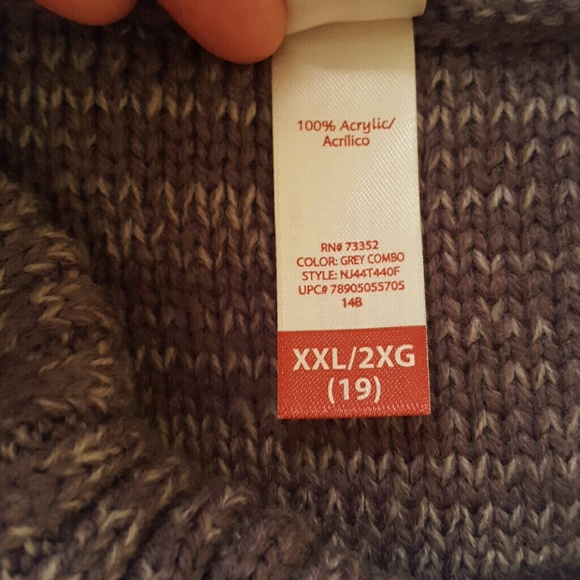 100% Acrylic/
Acrílico
RN# 73352
COLOR: GREY COMBO
STYLE: NJ44T440F
UPC# 78905055705
14B
XXL/2XG
(19)